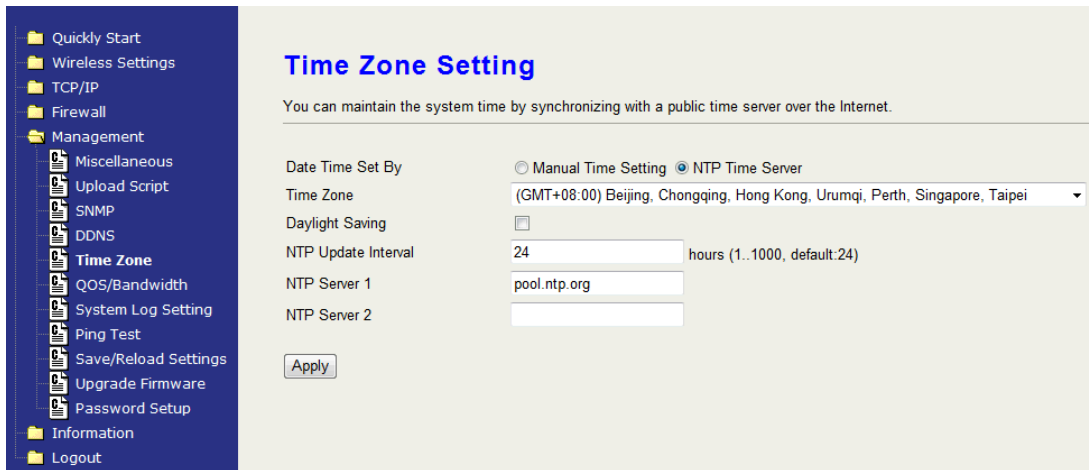 Quickly Start
Wireless Settings
TCP/IP
Firewall
Management
Miscellaneous
Upload Script
SNMP
DDNS
Time Zone
QOS/Bandwidth
System Log Setting
Ping Test
Save/Reload Settings
Upgrade Firmware
Password Setup
Information
Logout
Time Zone Setting
You can maintain the system time by synchronizing with a public time server over the Internet.
Date Time Set By Manual Time Setting NTP Time Server
Time Zone (GMT+08:00) Beijing, Chongqing, Hong Kong, Urumqi, Perth, Singapore, Taipei
Daylight Saving
NTP Update Interval 24 hours (1..1000, default:24)
NTP Server 1 pool.ntp.org
NTP Server 2
Apply